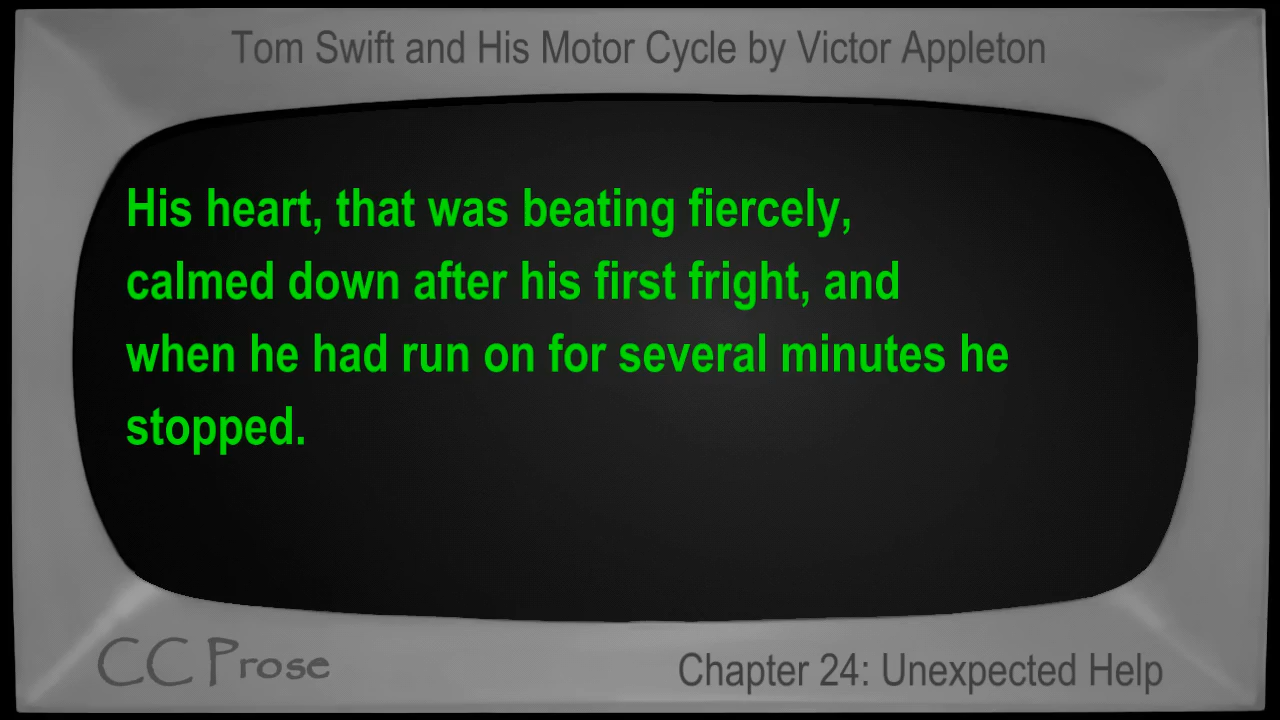 Tom Swift and His Motor Cycle by Victor Appleton
His heart, that was beating fiercely,
calmed down after his first fright, and
when he had run on for several minutes he
stopped.
CC Prose
Chapter 24: Unexpected Help